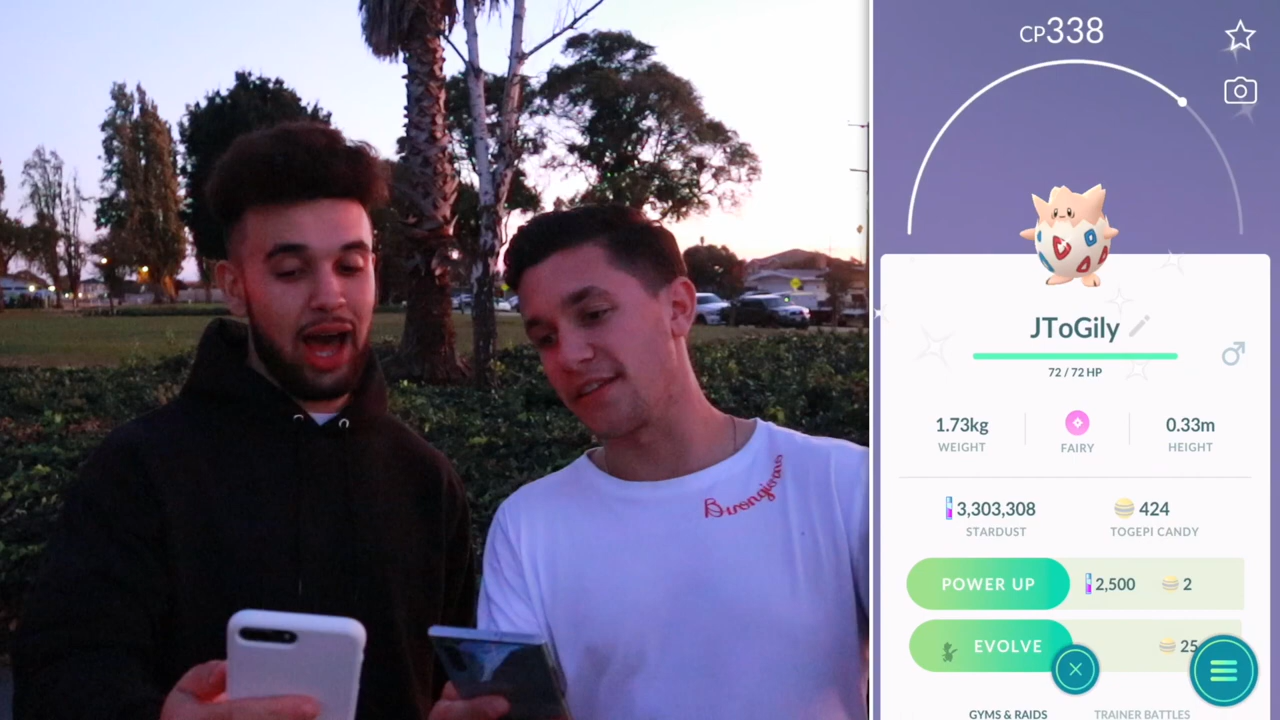 Buongiorno
CP338
JToGily
72 / 72 HP
1.73kg
WEIGHT
FAIRY
0.33m
HEIGHT
3,303,308
STARDUST
424
TOGEPI CANDY
POWER UP
2,500
2
EVOLVE
25
GYMS & RAIDS
TRAINER BATTLES